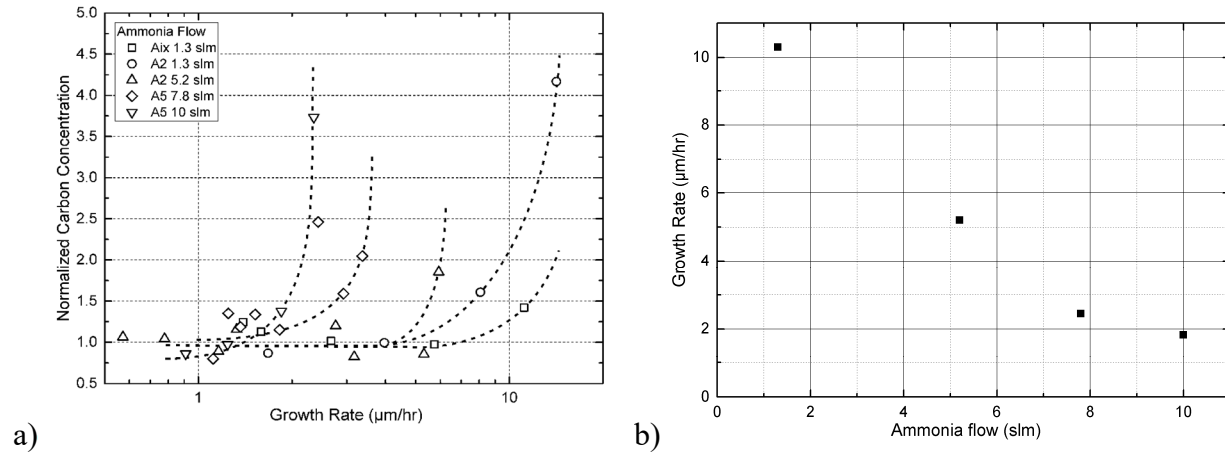 5.0
4.5
4.0
3.5
3.0
2.5
2.0
1.5
1.0
0.5
Normalized Carbon Concentration
Ammonia Flow
Aix 1.3 slm
A2 1.3 slm
A2 5.2 slm
A5 7.8 slm
A5 10 slm
1
10
Growth Rate (µm/hr)
a)
10
8
6
4
2
0
Growth Rate (µm/hr)
0 2 4 6 8 10
Ammonia flow (slm)
b)